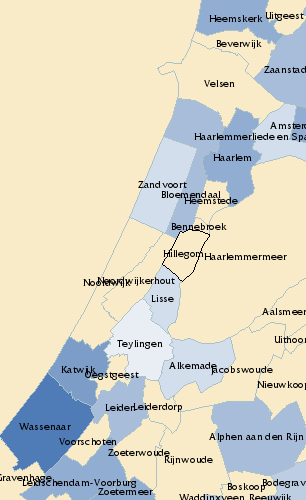 Heemskerk
Uitgeest
Beverwijk
Zaanstad
Velsen
Amster
Haarlemmerliede en Spa
Haarlem
Zandvoort
Bloemendaal
Heemstede
Bennebroek
Hillegom
Haarlemmermeer
Noordwijkerhout
Noordwijk
Lisse
Aalsmeer
Teylingen
Uithoor
Alkemade
Jacobswoude
Katwijk
Oegstgeest
Nieuwkoop
Leiden
Leiderdorp
Wassenaar
Voorschoten
Alphen aan den Rijn
Zoeterwoude
Rijnwoude
Gravenhage
Leidschendam-Voorburg
Zoetermeer
Boskoop
Bodegrav
Waddinxveen
Reeuwijk